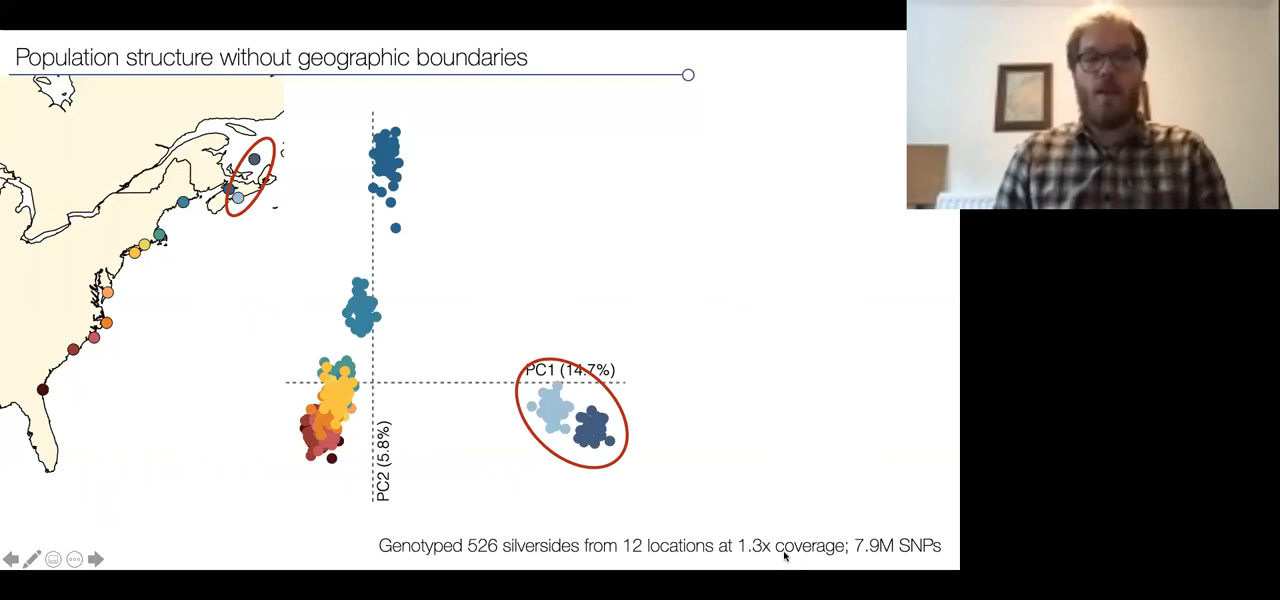 Population structure without geographic boundaries
PC1 (14.7%)
PC2 (5.8%)
Genotyped 526 silversides from 12 locations at 1.3x coverage; 7.9M SNPs